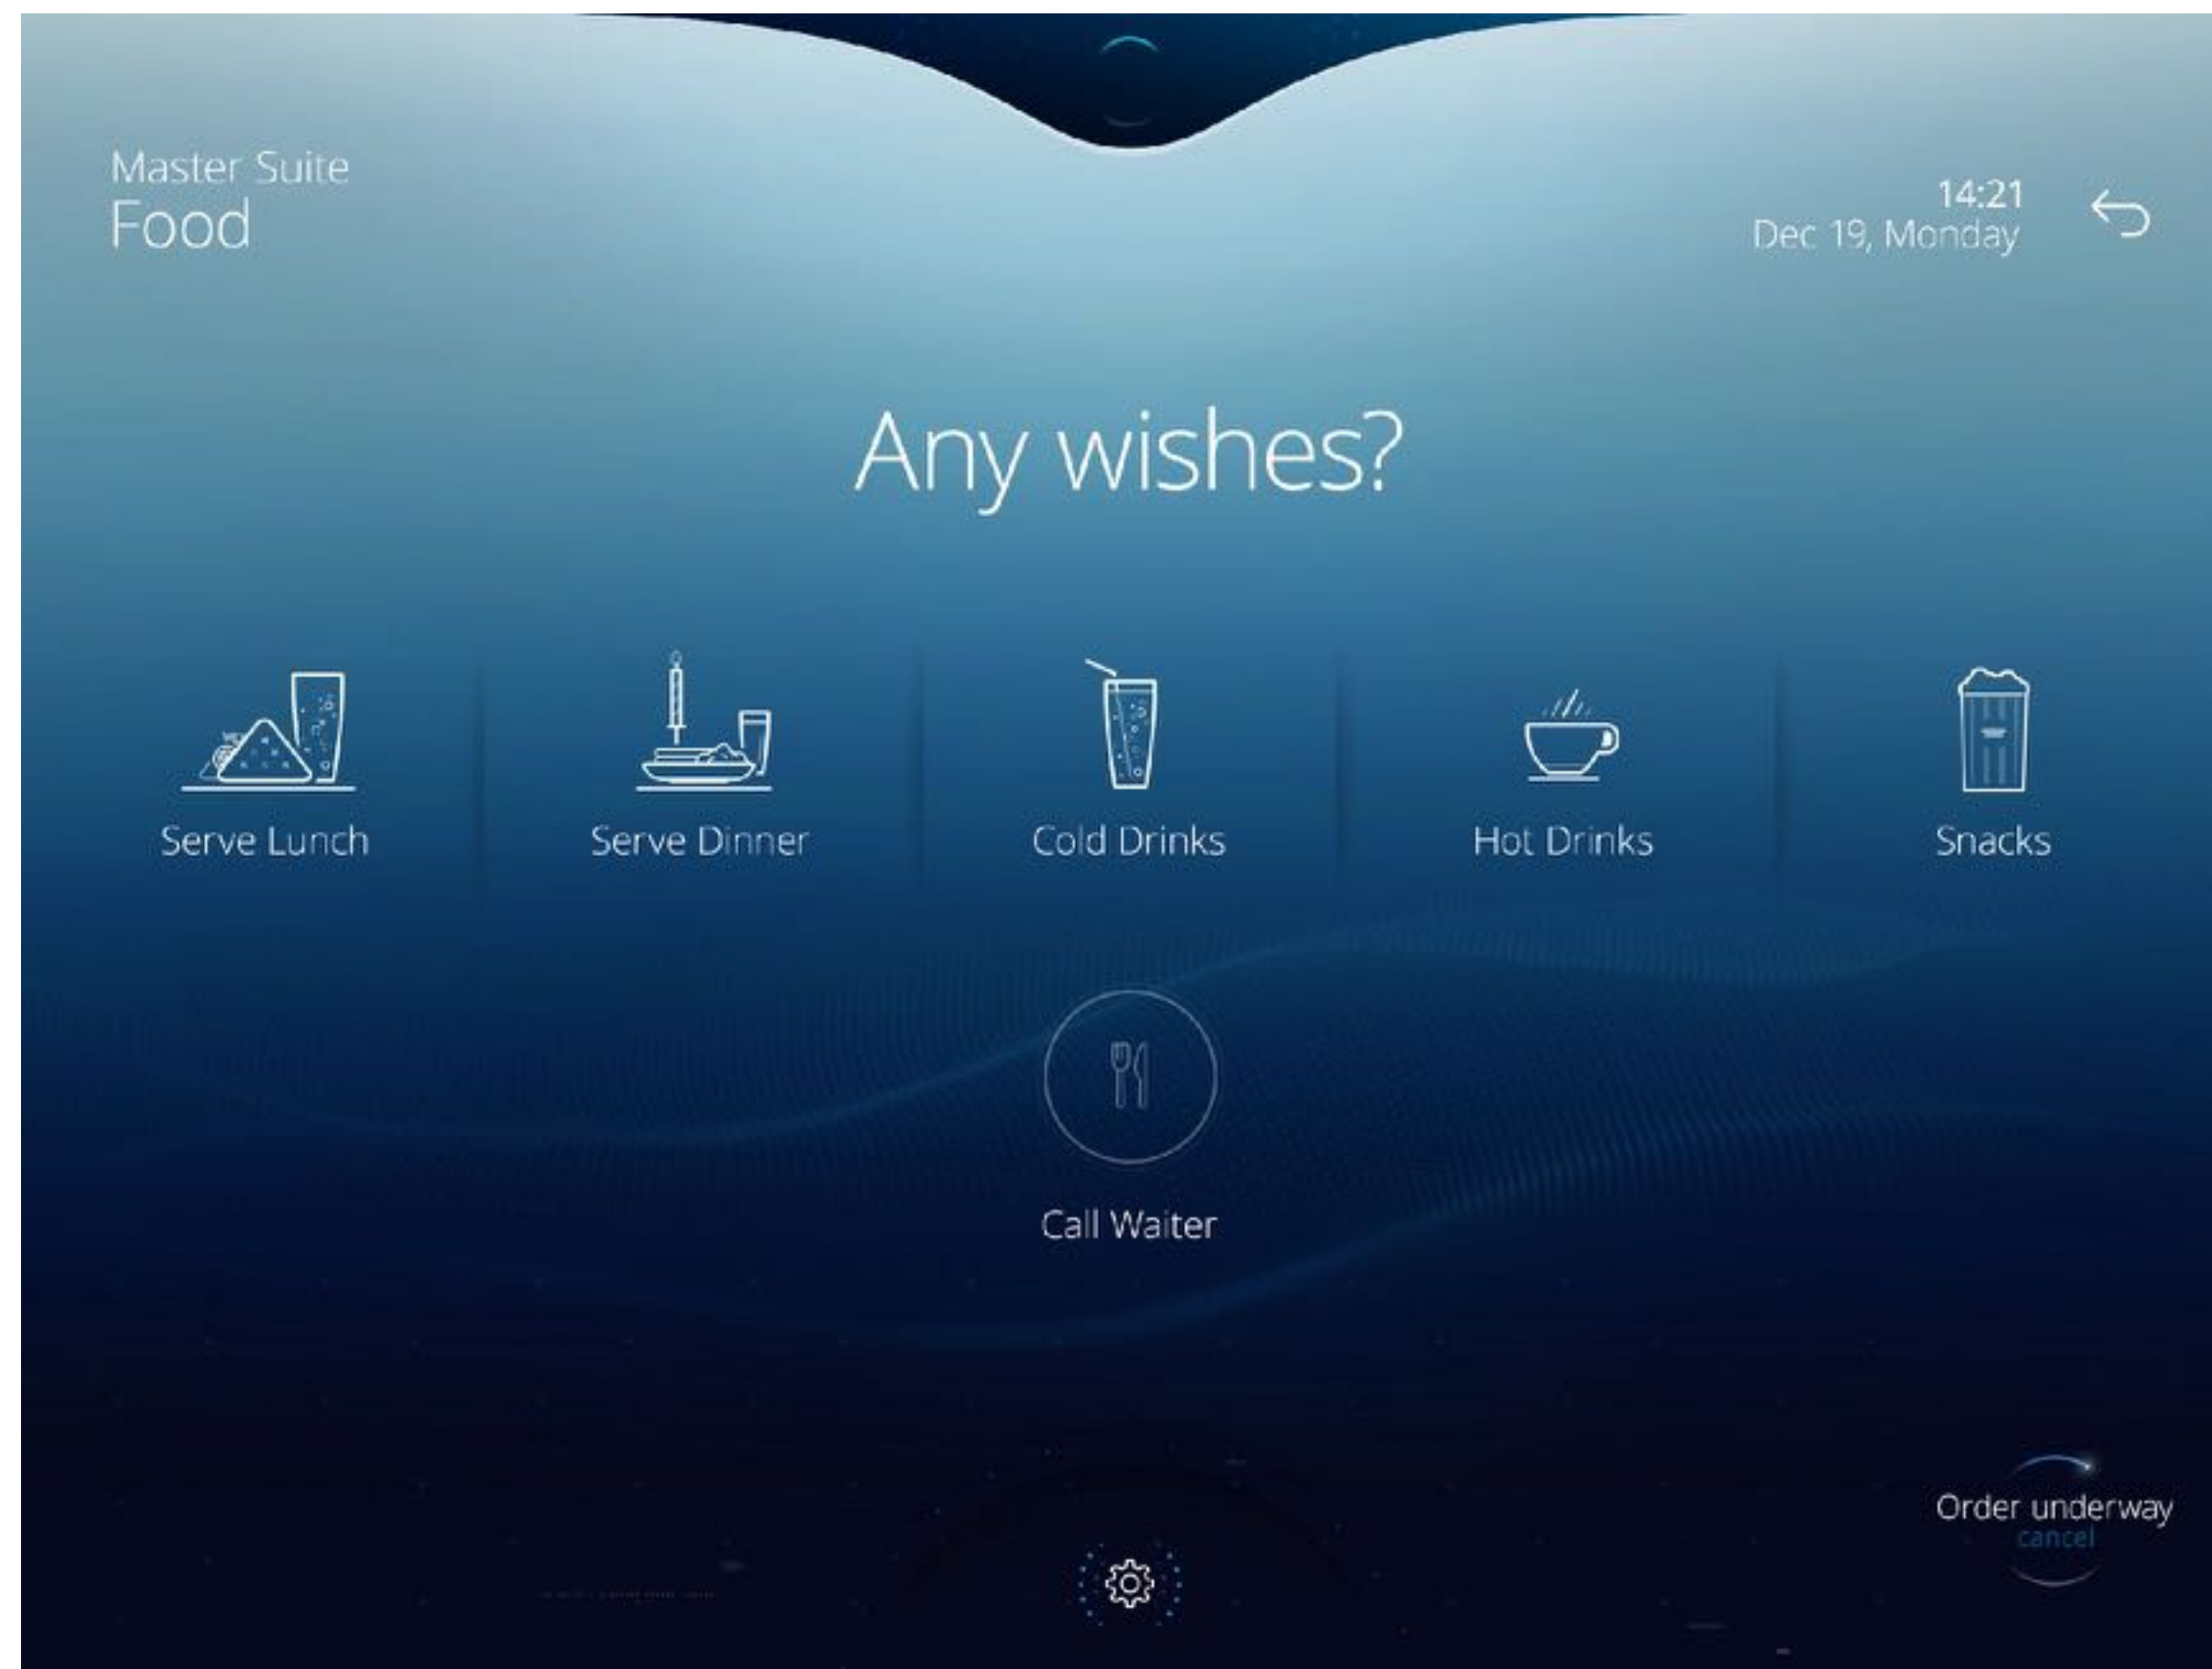 Master Suite
Food
14:21
Dec 19, Monday
Any wishes?
Serve Lunch
Serve Dinner
Cold Drinks
Hot Drinks
Snacks
Call Waiter
Order underway
cancel